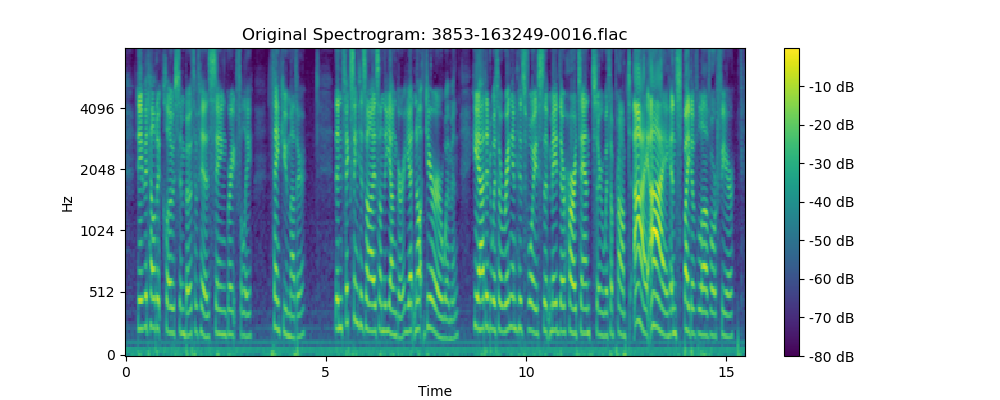 Original Spectrogram: 3853-163249-0016.flac
Hz
4096
2048
1024
512
0
0 5 10 15
Time
-10 dB
-20 dB
-30 dB
-40 dB
-50 dB
-60 dB
-70 dB
-80 dB